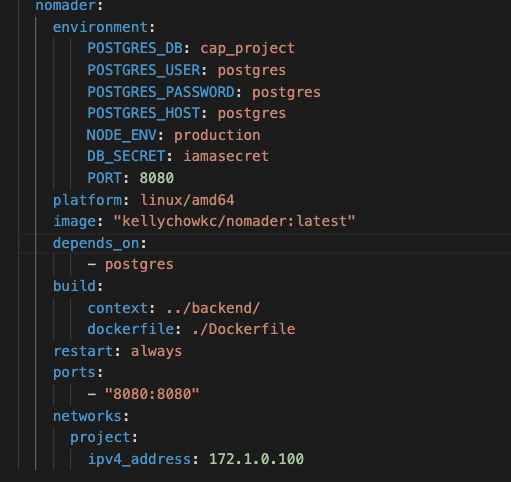 nomader:
environment:
POSTGRES_DB: cap_project
POSTGRES_USER: postgres
POSTGRES_PASSWORD: postgres
POSTGRES_HOST: postgres
NODE_ENV: production
DB_SECRET: iamasecret
PORT: 8080
platform: linux/amd64
image: "kellychowkc/nomader:latest"
depends_on:
- postgres
build:
context: ../backend/
dockerfile: ./Dockerfile
restart: always
ports:
- "8080:8080"
networks:
project:
ipv4_address: 172.1.0.100